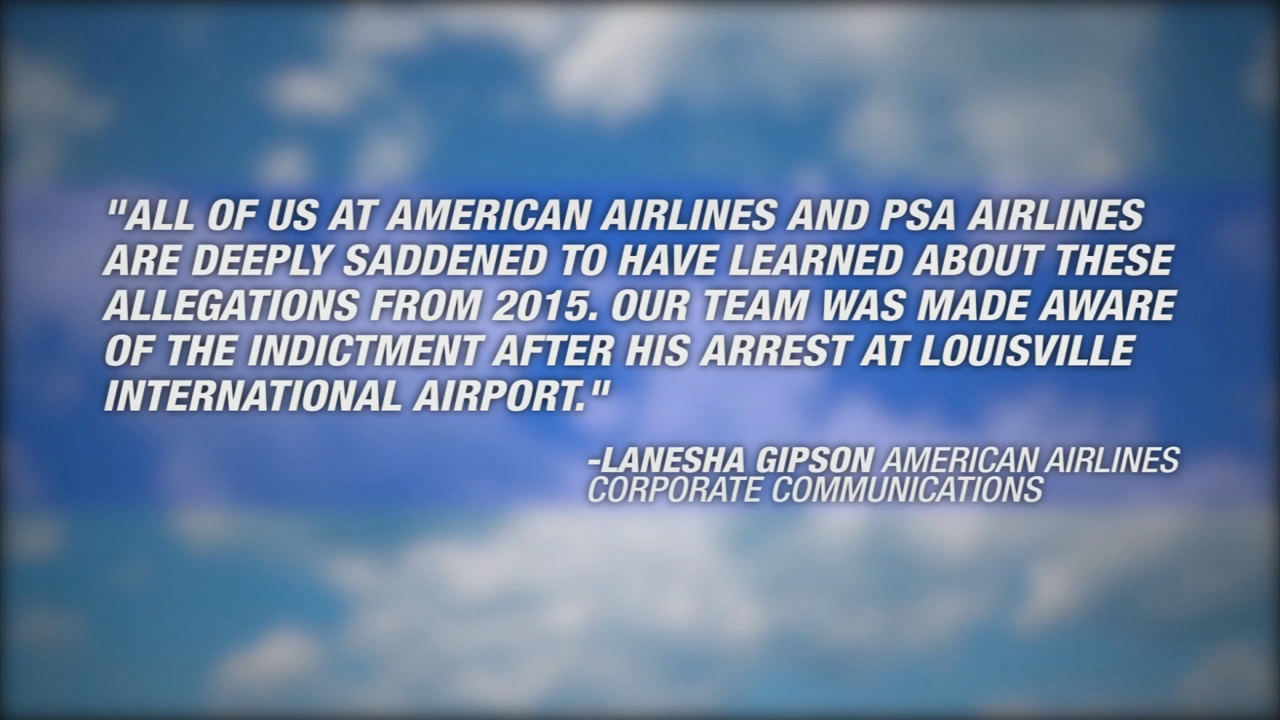 "ALL OF US AT AMERICAN AIRLINES AND PSA AIRLINES
ARE DEEPLY SADDENED TO HAVE LEARNED ABOUT THESE
ALLEGATIONS FROM 2015. OUR TEAM WAS MADE AWARE
OF THE INDICTMENT AFTER HIS ARREST AT LOUISVILLE
INTERNATIONAL AIRPORT."
-LANESHA GIPSON AMERICAN AIRLINES
CORPORATE COMMUNICATIONS